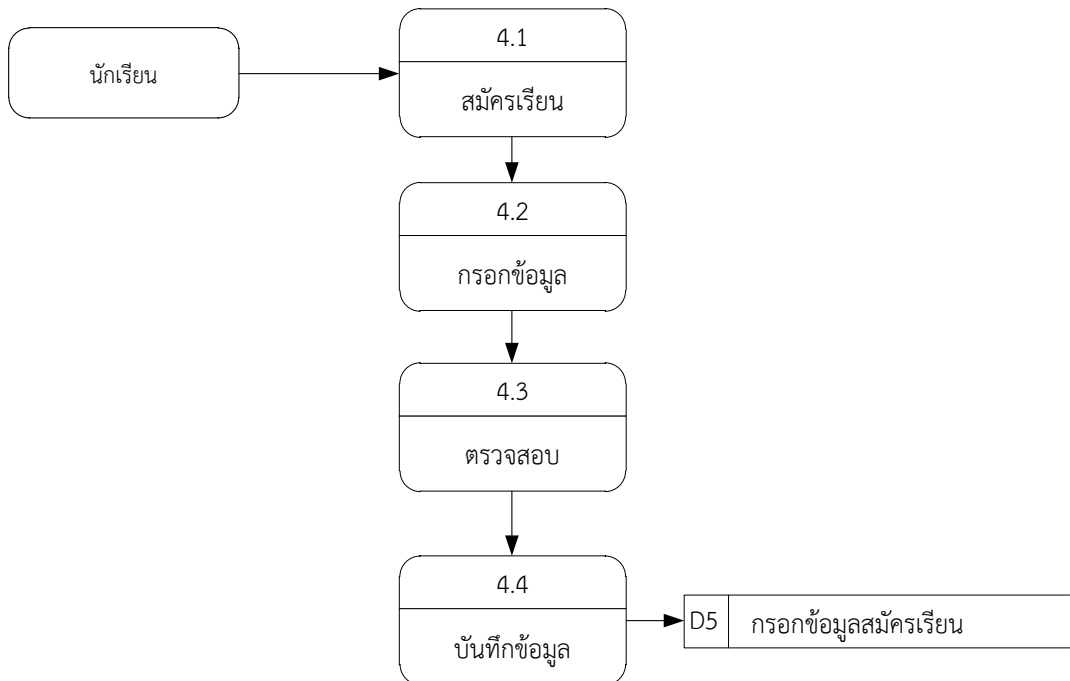 นักเรียน
4.1
สมัครเรียน
4.2
กรอกข้อมูล
4.3
ตรวจสอบ
4.4
บันทึกข้อมูล
D5 กรอกข้อมูลสมัครเรียน